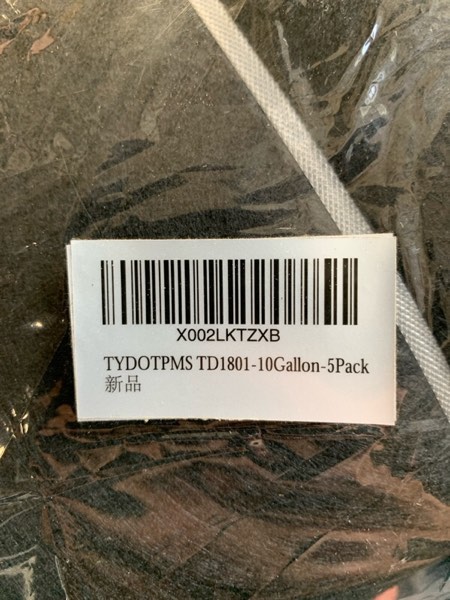 X002LKTZXB
TYDOTPMS TD1801-10Gallon-5Pack
新品